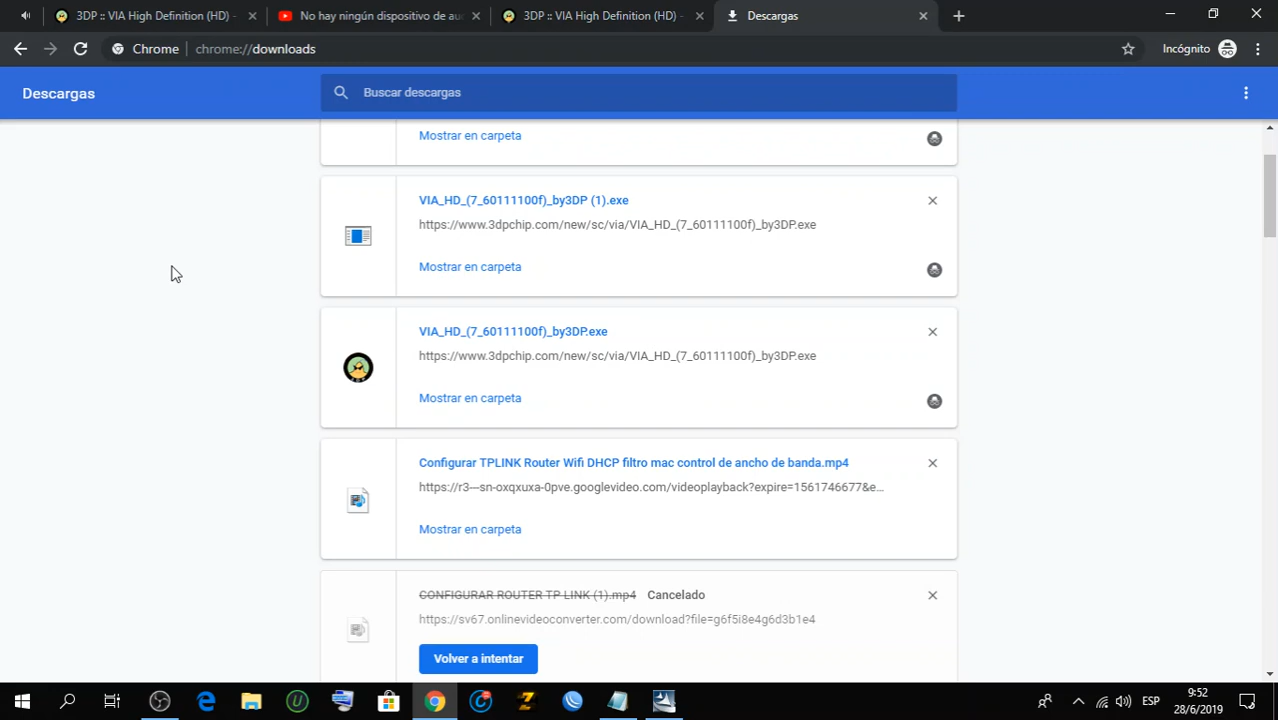 3DP :: VIA High Definition (HD) -
No hay ningún dispositivo de au
3DP :: VIA High Definition (HD) -
Descargas
Chrome
chrome://downloads
Incógnito
Descargas
Buscar descargas
Mostrar en carpeta
VIA_HD_(7_60111100f)_by3DP (1).exe
https://www.3dpchip.com/new/sc/via/VIA_HD_(7_60111100f)_by3DP.exe
Mostrar en carpeta
VIA_HD_(7_60111100f)_by3DP.exe
https://www.3dpchip.com/new/sc/via/VIA_HD_(7_60111100f)_by3DP.exe
Mostrar en carpeta
Configurar TPLINK Router Wifi DHCP filtro mac control de ancho de banda.mp4
https://r3---sn-oxqxuxa-0pve.googlevideo.com/videoplayback?expire=1561746677&e...
Mostrar en carpeta
CONFIGURAR ROUTER TP LINK (1).mp4 Cancelado
https://sv67.onlinevideoconverter.com/download?file=g6f5i8e4g6d3b1e4
Volver a intentar
ESP
9:52
28/6/2019